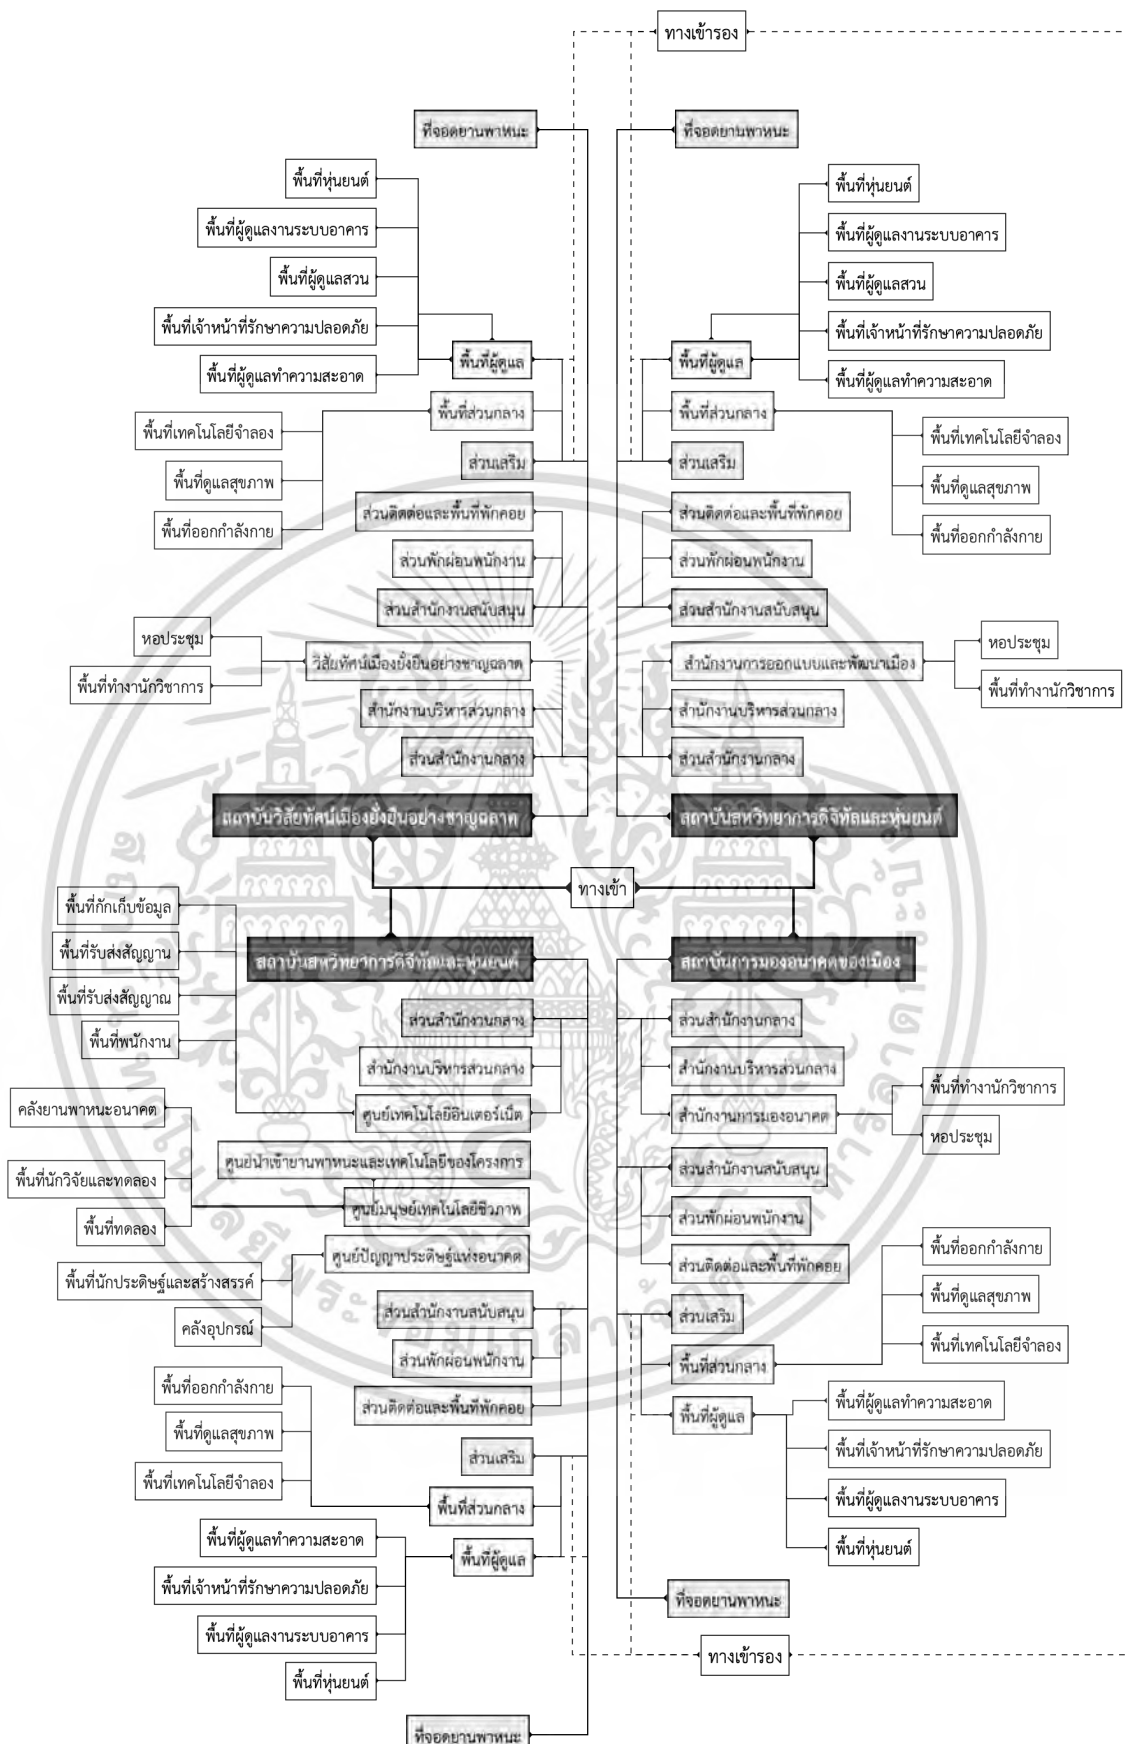 ทางเข้ารอง
ที่จอดยานพาหนะ
ที่จอดยานพาหนะ
พื้นที่หุ่นยนต์
พื้นที่ผู้ดูแลงานระบบอาคาร
พื้นที่ผู้ดูแลสวน
พื้นที่เจ้าหน้าที่รักษาความปลอดภัย
พื้นที่ผู้ดูแลทำความสะอาด
พื้นที่ผู้ดูแล
พื้นที่ส่วนกลาง
พื้นที่เทคโนโลยีจำลอง
พื้นที่ดูแลสุขภาพ
พื้นที่ออกกำลังกาย
ส่วนเสริม
ส่วนติดต่อและพื้นที่พักคอย
ส่วนพักผ่อนพนักงาน
ส่วนสำนักงานสนับสนุน
หอประชุม
พื้นที่ทำงานักวิชาการ
วิสัยทัศน์เมืองยั่งยืนอย่างชาญฉลาด
สำนักงานบริหารส่วนกลาง
ส่วนสำนักงานกลาง
สถาบันวิสัยทัศน์เมืองยั่งยืนอย่างชาญฉลาด
พื้นที่หุ่นยนต์
พื้นที่ผู้ดูแลงานระบบอาคาร
พื้นที่ผู้ดูแลสวน
พื้นที่เจ้าหน้าที่รักษาความปลอดภัย
พื้นที่ผู้ดูแลทำความสะอาด
พื้นที่ผู้ดูแล
พื้นที่ส่วนกลาง
พื้นที่เทคโนโลยีจำลอง
พื้นที่ดูแลสุขภาพ
พื้นที่ออกกำลังกาย
ส่วนเสริม
ส่วนติดต่อและพื้นที่พักคอย
ส่วนพักผ่อนพนักงาน
ส่วนสำนักงานสนับสนุน
สำนักงานการออกแบบและพัฒนาเมือง
หอประชุม
พื้นที่ทำงานักวิชาการ
สำนักงานบริหารส่วนกลาง
ส่วนสำนักงานกลาง
สถาบันสหวิทยาการดิจิทัลและหุ่นยนต์
ทางเข้า
พื้นที่กักเก็บข้อมูล
พื้นที่รับส่งสัญญาน
พื้นที่รับส่งสัญญาณ
พื้นที่พนักงาน
สถาบันสหวิทยาการดิจิทัลและหุ่นยนต์
ส่วนสำนักงานกลาง
สำนักงานบริหารส่วนกลาง
ศูนย์เทคโนโลยีอินเตอร์เน็ต
คลังยานพาหนะอนาคต
พื้นที่นักวิจัยและทดลอง
พื้นที่ทดลอง
ศูนย์นำเข้ายานพาหนะและเทคโนโลยีของโครงการ
ศูนย์มนุษย์เทคโนโลยีชีวภาพ
ศูนย์ปัญญาประดิษฐ์แห่งอนาคต
พื้นที่นักประดิษฐ์และสร้างสรรค์
คลังอุปกรณ์
ส่วนสำนักงานสนับสนุน
ส่วนพักผ่อนพนักงาน
ส่วนติดต่อและพื้นที่พักคอย
พื้นที่ออกกำลังกาย
พื้นที่ดูแลสุขภาพ
พื้นที่เทคโนโลยีจำลอง
ส่วนเสริม
พื้นที่ส่วนกลาง
พื้นที่ผู้ดูแล
พื้นที่ผู้ดูแลทำความสะอาด
พื้นที่เจ้าหน้าที่รักษาความปลอดภัย
พื้นที่ผู้ดูแลงานระบบอาคาร
พื้นที่หุ่นยนต์
ที่จอดยานพาหนะ
สถาบันการมองอนาคตของเมือง
ส่วนสำนักงานกลาง
สำนักงานบริหารส่วนกลาง
สำนักงานการมองอนาคต
พื้นที่ทำงานักวิชาการ
หอประชุม
ส่วนสำนักงานสนับสนุน
ส่วนพักผ่อนพนักงาน
ส่วนติดต่อและพื้นที่พักคอย
พื้นที่ออกกำลังกาย
พื้นที่ดูแลสุขภาพ
พื้นที่เทคโนโลยีจำลอง
ส่วนเสริม
พื้นที่ส่วนกลาง
พื้นที่ผู้ดูแล
พื้นที่ผู้ดูแลทำความสะอาด
พื้นที่เจ้าหน้าที่รักษาความปลอดภัย
พื้นที่ผู้ดูแลงานระบบอาคาร
พื้นที่หุ่นยนต์
ที่จอดยานพาหนะ
ทางเข้ารอง
สถาบันเทคโนโลยีพระจอมเกล้าเจ้าคุณทหารลาดกระบัง